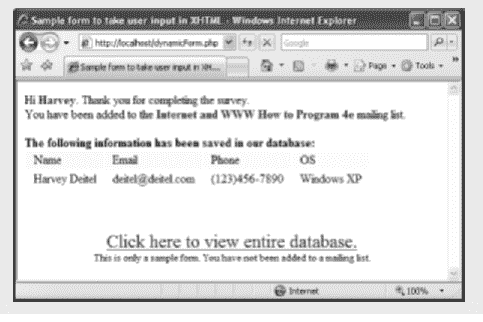 Sample form to take user input in XHTML - Windows Internet Explorer
http://localhost/dynamicForm.php
Google
Sample form to take user input in XH...
Page
Tools
Hi Harvey. Thank you for completing the survey.
You have been added to the Internet and WWW How to Program 4e mailing list.
The following information has been saved in our database:
Name Email Phone OS
Harvey Deitel deitel@deitel.com (123)456-7890 Windows XP
Click here to view entire database.
This is only a sample form. You have not been added to a mailing list.
Internet 100%